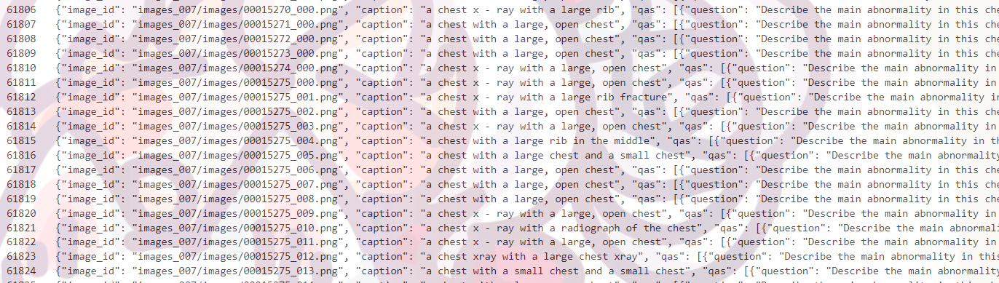 61806 {"image_id": "images_007/images/00015270_000.png", "caption": "a chest x - ray with a large rib", "qas": [{"question": "Describe the main abnormality in this che
61807 {"image_id": "images_007/images/00015271_000.png", "caption": "a chest with a large, open chest", "qas": [{"question": "Describe the main abnormality in this che
61808 {"image_id": "images_007/images/00015272_000.png", "caption": "a chest with a large, open chest", "qas": [{"question": "Describe the main abnormality in this che
61809 {"image_id": "images_007/images/00015273_000.png", "caption": "a chest with a large, open chest", "qas": [{"question": "Describe the main abnormality in this che
61810 {"image_id": "images_007/images/00015274_000.png", "caption": "a chest x - ray with a large, open chest", "qas": [{"question": "Describe the main abnormality in
61811 {"image_id": "images_007/images/00015275_000.png", "caption": "a chest with a large, open chest", "qas": [{"question": "Describe the main abnormality in this che
61812 {"image_id": "images_007/images/00015275_001.png", "caption": "a chest x - ray with a large rib fracture", "qas": [{"question": "Describe the main abnormality in
61813 {"image_id": "images_007/images/00015275_002.png", "caption": "a chest with a large, open chest", "qas": [{"question": "Describe the main abnormality in this che
61814 {"image_id": "images_007/images/00015275_003.png", "caption": "a chest x - ray with a large, open chest", "qas": [{"question": "Describe the main abnormality in
61815 {"image_id": "images_007/images/00015275_004.png", "caption": "a chest with a large rib in the middle", "qas": [{"question": "Describe the main abnormality in th
61816 {"image_id": "images_007/images/00015275_005.png", "caption": "a chest with a large chest and a small chest", "qas": [{"question": "Describe the main abnormality
61817 {"image_id": "images_007/images/00015275_006.png", "caption": "a chest with a large, open chest", "qas": [{"question": "Describe the main abnormality in this che
61818 {"image_id": "images_007/images/00015275_007.png", "caption": "a chest with a large, open chest", "qas": [{"question": "Describe the main abnormality in this che
61819 {"image_id": "images_007/images/00015275_008.png", "caption": "a chest with a large, open chest", "qas": [{"question": "Describe the main abnormality in this che
61820 {"image_id": "images_007/images/00015275_009.png", "caption": "a chest x - ray with a large, open chest", "qas": [{"question": "Describe the main abnormality in
61821 {"image_id": "images_007/images/00015275_010.png", "caption": "a chest x - ray with a radiograph of the chest", "qas": [{"question": "Describe the main abnormali
61822 {"image_id": "images_007/images/00015275_011.png", "caption": "a chest x - ray with a large, open chest", "qas": [{"question": "Describe the main abnormality in
61823 {"image_id": "images_007/images/00015275_012.png", "caption": "a chest xray with a large chest xray", "qas": [{"question": "Describe the main abnormality in this
61824 {"image_id": "images_007/images/00015275_013.png", "caption": "a chest with a small chest and a small chest", "qas": [{"question": "Describe the main abnormality